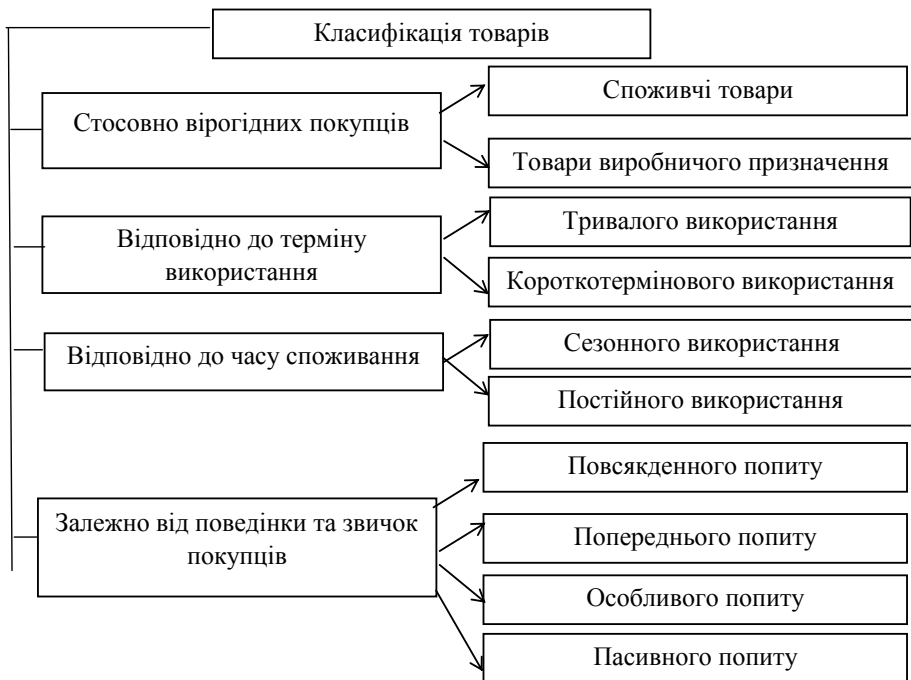 Класифікація товарів
Стосовно вірогідних покупців
Споживчі товари
Товари виробничого призначення
Відповідно до терміну
використання
Тривалого використання
Короткотермінового використання
Відповідно до часу споживання
Сезонного використання
Постійного використання
Залежно від поведінки та звичок
покупців
Повсякденного попиту
Попереднього попиту
Особливого попиту
Пасивного попиту